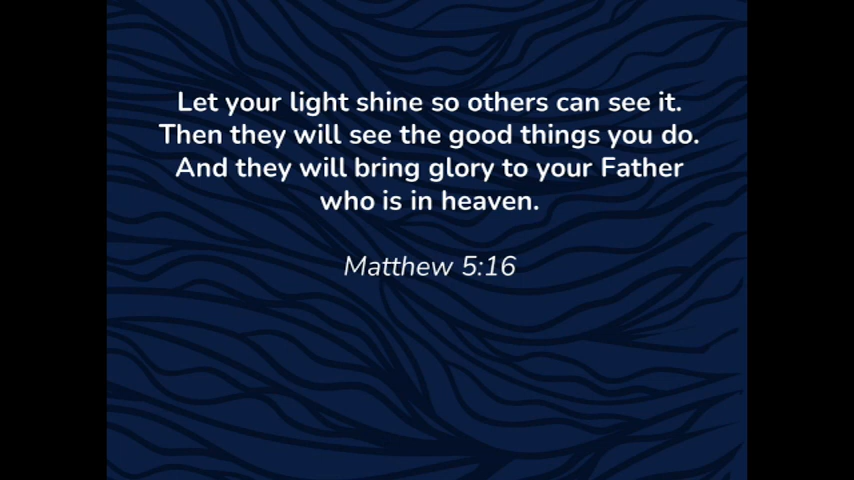 Let your light shine so others can see it.
Then they will see the good things you do.
And they will bring glory to your Father
who is in heaven.
Matthew 5:16